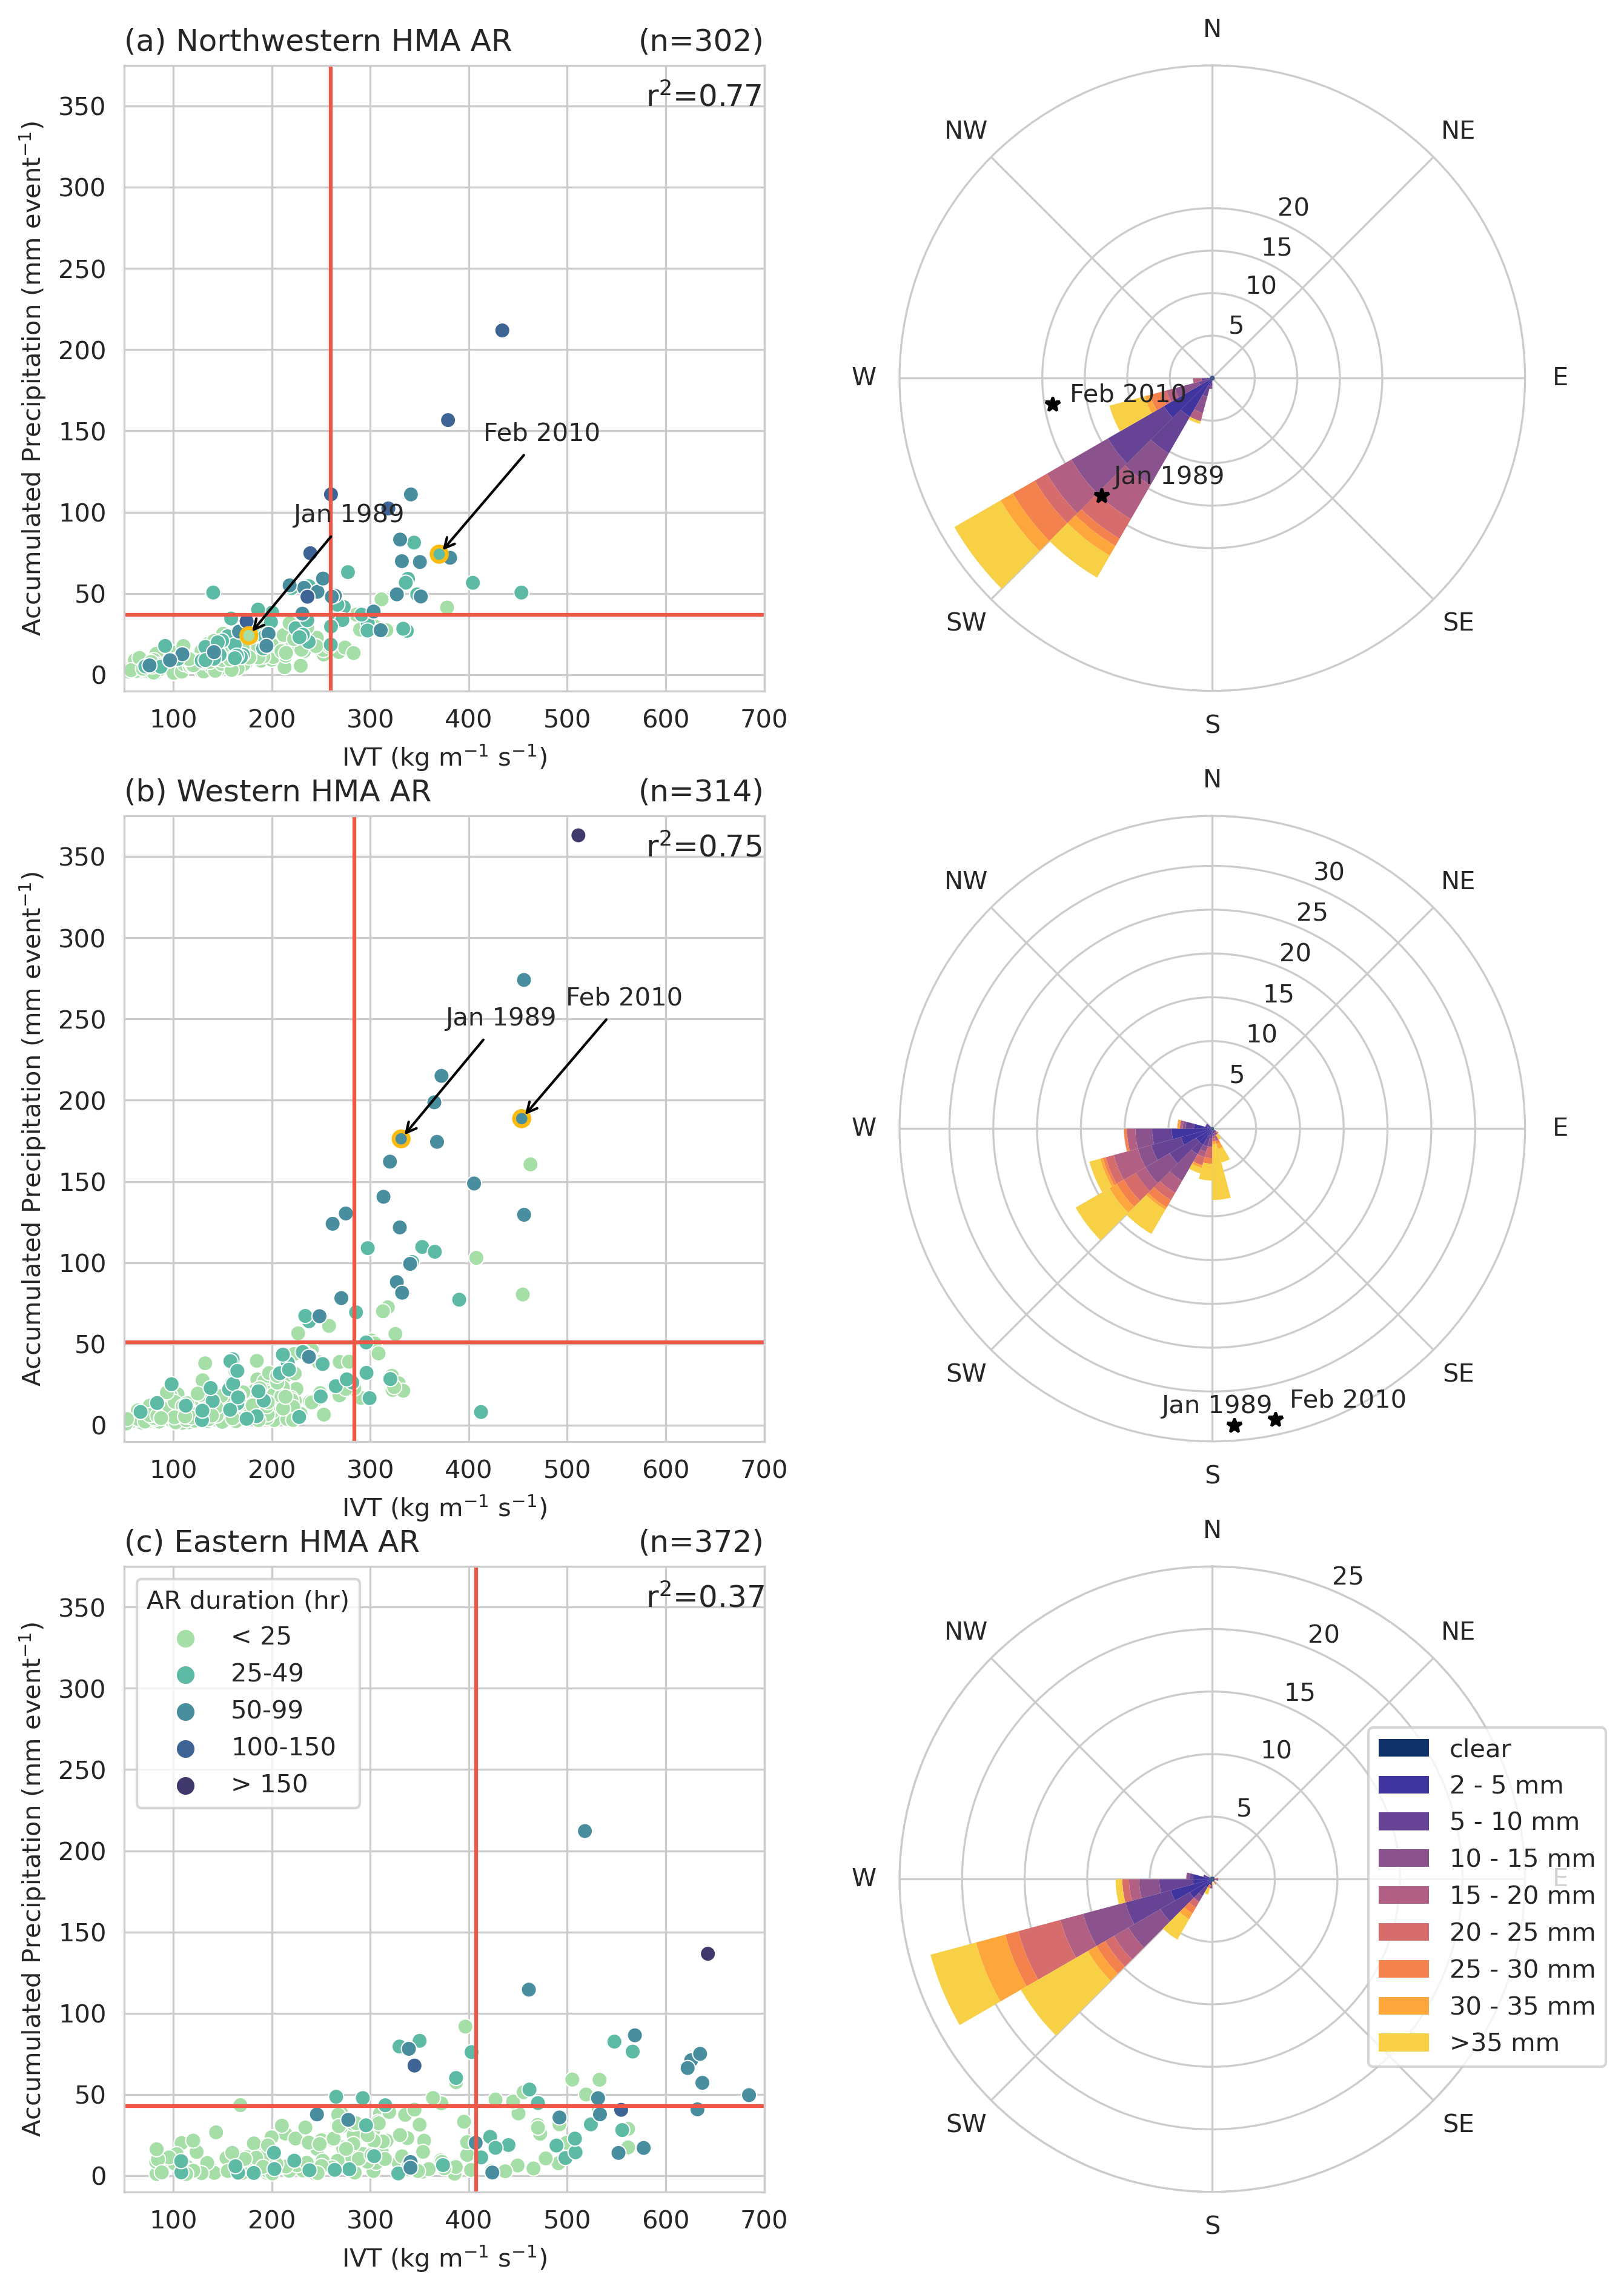 (a) Northwestern HMA AR (n=302)
r²=0.77
Accumulated Precipitation (mm event⁻¹)
350
300
250
200
150
100
50
0
Feb 2010
Jan 1989
100 200 300 400 500 600 700
IVT (kg m⁻¹ s⁻¹)
N
NW NE
20
15
10
5
W E
Feb 2010
Jan 1989
SW SE
S
(b) Western HMA AR (n=314)
r²=0.75
Accumulated Precipitation (mm event⁻¹)
350
300
250
200
150
100
50
0
Feb 2010
Jan 1989
100 200 300 400 500 600 700
IVT (kg m⁻¹ s⁻¹)
N
NW NE
30
25
20
15
10
5
W E
SW SE
Jan 1989 Feb 2010
S
(c) Eastern HMA AR (n=372)
r²=0.37
Accumulated Precipitation (mm event⁻¹)
350
300
250
200
150
100
50
0
AR duration (hr)
< 25
25-49
50-99
100-150
> 150
100 200 300 400 500 600 700
IVT (kg m⁻¹ s⁻¹)
N
25
NW NE
20
15
10
5
W E
SW SE
S
clear
2 - 5 mm
5 - 10 mm
10 - 15 mm
15 - 20 mm
20 - 25 mm
25 - 30 mm
30 - 35 mm
>35 mm